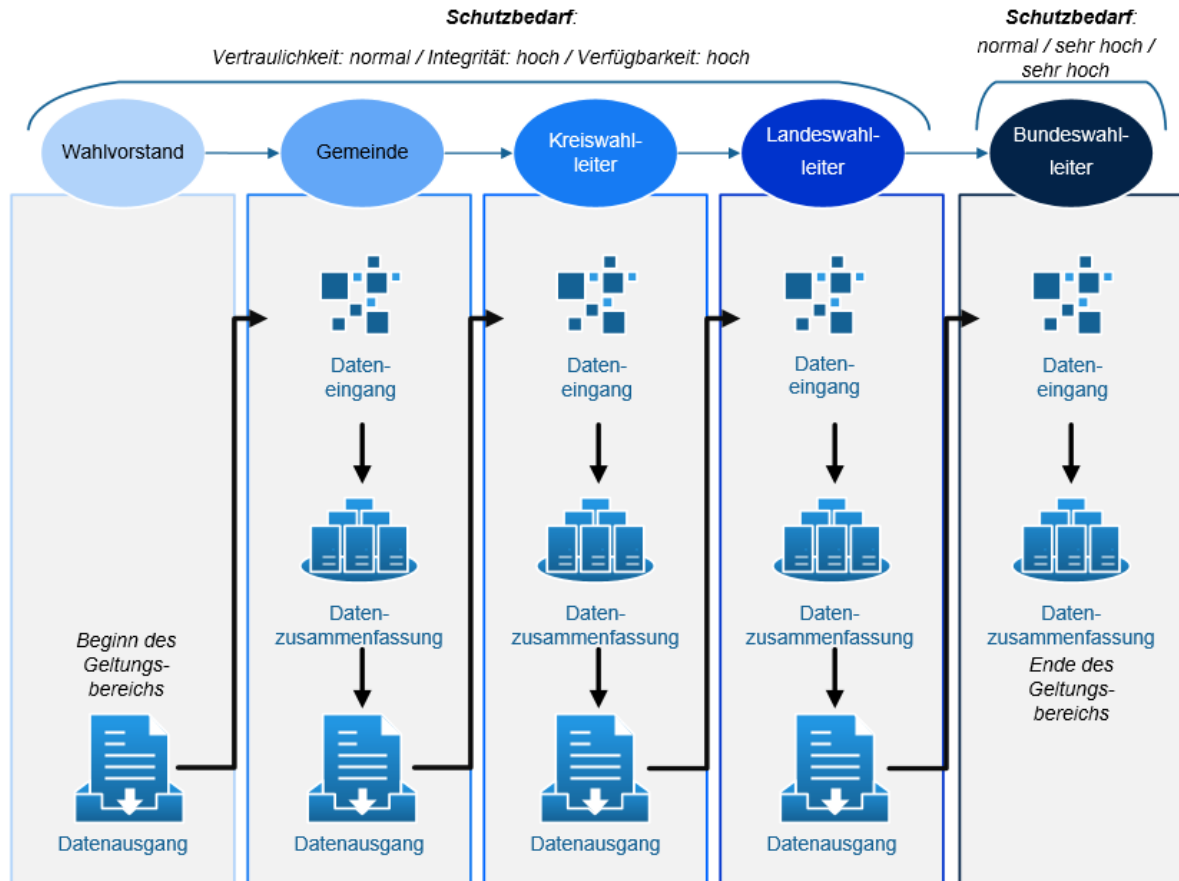 Schutzbedarf:
Vertraulichkeit: normal / Integrität: hoch / Verfügbarkeit: hoch
Schutzbedarf:
normal / sehr hoch /
sehr hoch
Wahlvorstand
Gemeinde
Kreiswahl-
leiter
Landeswahl-
leiter
Bundeswahl-
leiter
Beginn des
Geltungs-
bereichs
Datenausgang
Daten-
eingang
Daten-
zusammenfassung
Datenausgang
Daten-
eingang
Daten-
zusammenfassung
Datenausgang
Daten-
eingang
Daten-
zusammenfassung
Datenausgang
Daten-
eingang
Daten-
zusammenfassung
Ende des
Geltungs-
bereichs